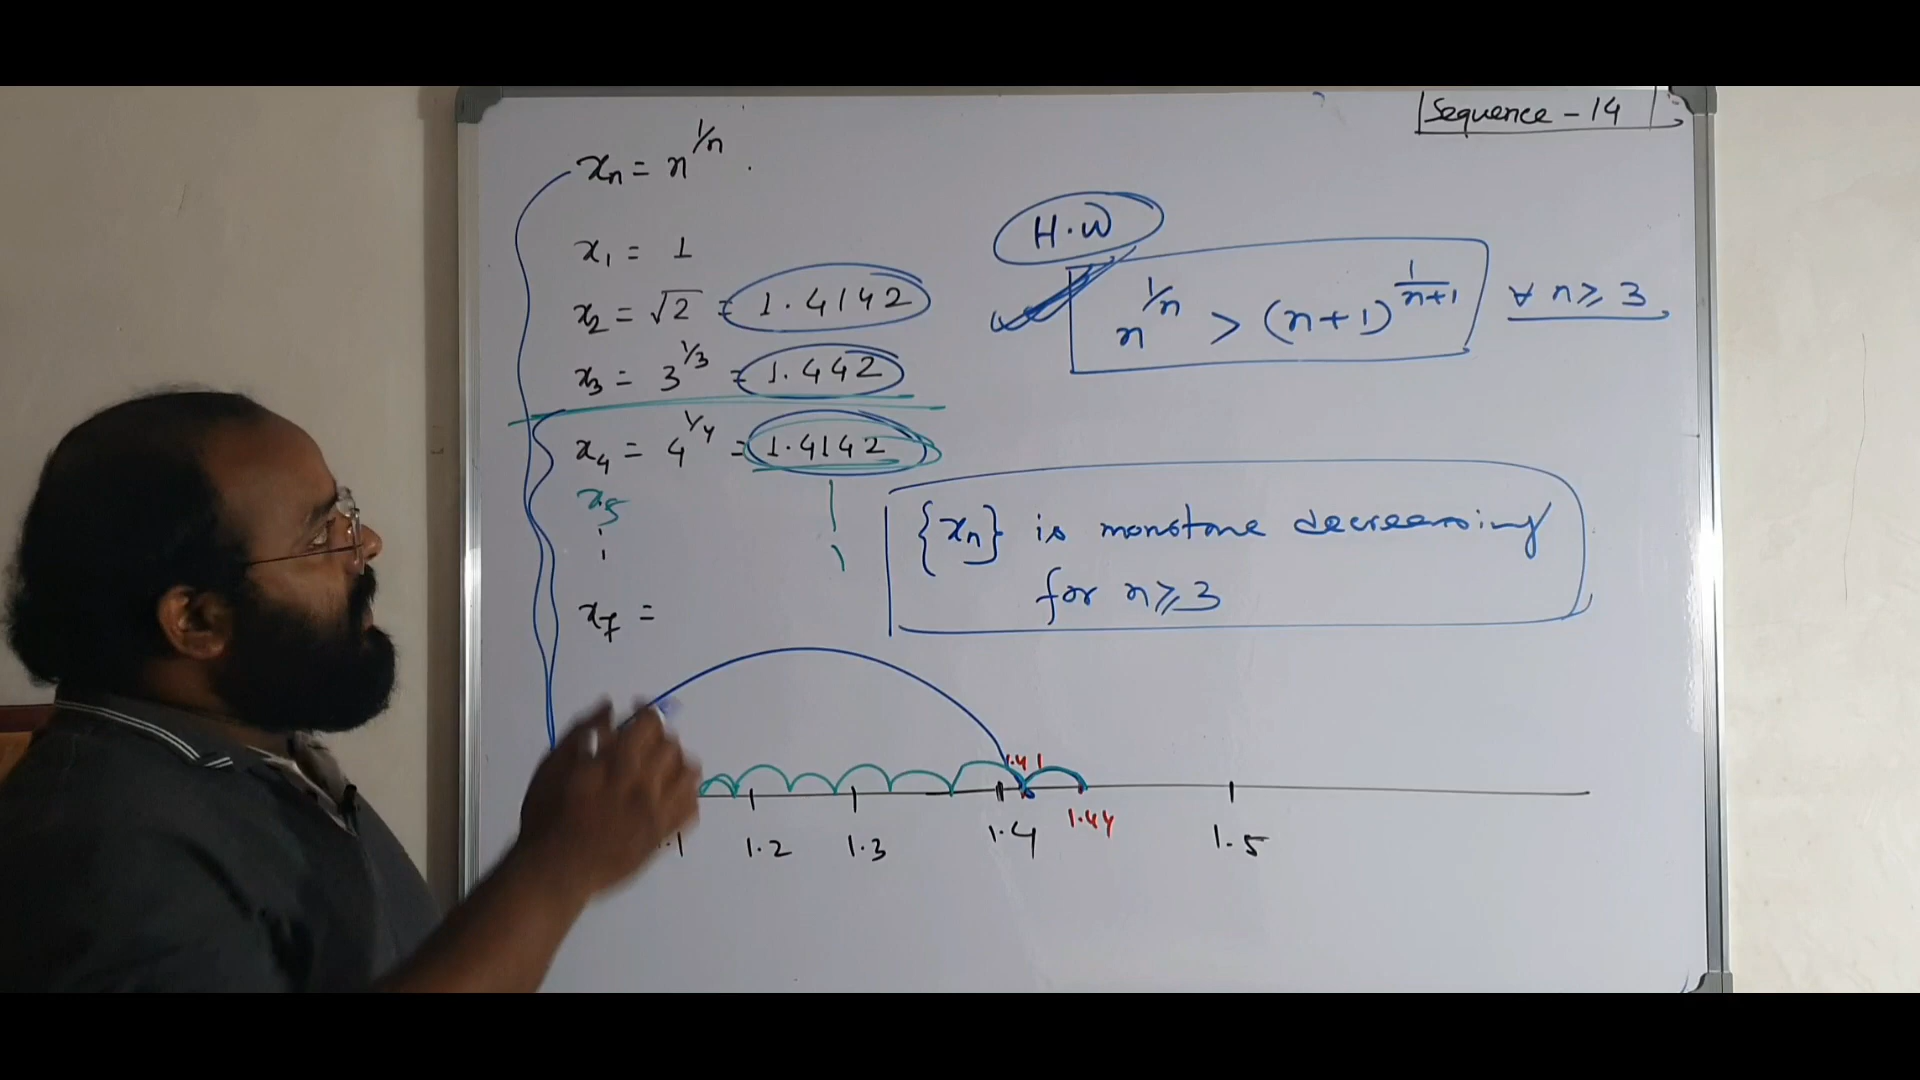 Sequence - 14
xₙ = n^(1/n) .
x₁ = 1
x₂ = √2 = 1.4142
x₃ = 3^(1/3) = 1.442
x₄ = 4^(1/4) = 1.4142
x₅
x₇ =
H.W
n^(1/n) > (n+1)^(1/(n+1)) ∀ n ≥ 3
{xₙ} is monotone decreasing
for n ≥ 3
1.41
1.44
.1 1.2 1.3 1.4 1.5